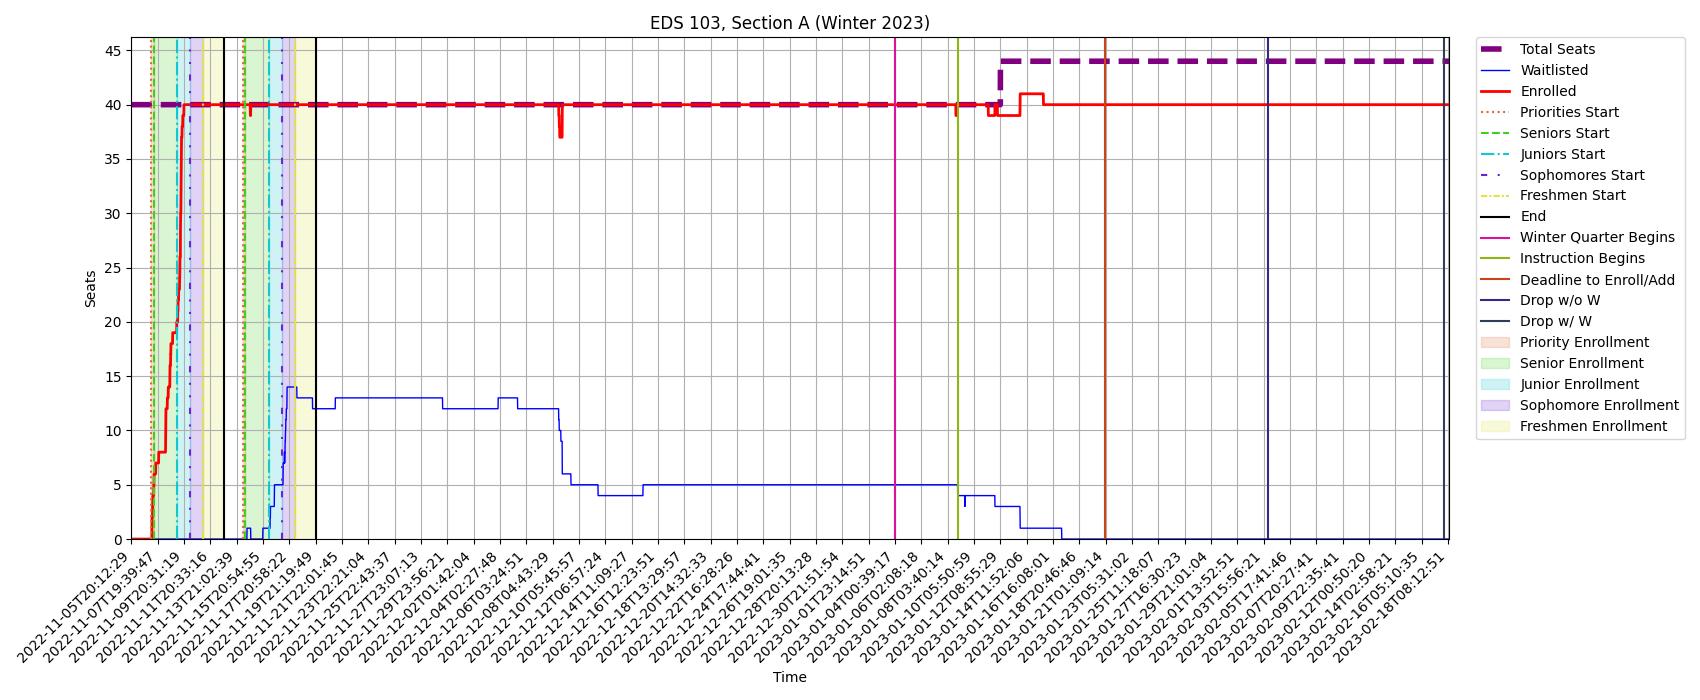 EDS 103, Section A (Winter 2023)
45
40
35
30
25
20
15
10
5
0
Seats
2022-11-05T20:12:29
2022-11-07T19:39:47
2022-11-09T20:31:19
2022-11-11T20:33:16
2022-11-13T21:02:39
2022-11-15T20:54:55
2022-11-17T20:58:22
2022-11-19T21:19:49
2022-11-21T22:01:45
2022-11-23T22:21:04
2022-11-25T22:43:37
2022-11-27T23:07:13
2022-11-29T23:56:21
2022-12-02T01:42:04
2022-12-04T02:27:48
2022-12-06T03:24:51
2022-12-08T04:43:29
2022-12-10T05:45:57
2022-12-12T06:57:24
2022-12-14T11:09:27
2022-12-16T12:23:51
2022-12-18T13:29:57
2022-12-20T14:32:33
2022-12-22T16:28:26
2022-12-24T17:44:41
2022-12-26T19:01:35
2022-12-28T20:13:28
2022-12-30T21:51:54
2023-01-01T23:14:51
2023-01-04T00:39:17
2023-01-06T02:08:18
2023-01-08T03:40:14
2023-01-10T05:50:59
2023-01-12T08:55:29
2023-01-14T11:52:06
2023-01-16T16:08:01
2023-01-18T20:46:46
2023-01-21T01:09:14
2023-01-23T05:31:02
2023-01-25T11:18:07
2023-01-27T16:30:23
2023-01-29T21:01:04
2023-02-01T13:52:51
2023-02-03T15:56:21
2023-02-05T17:41:46
2023-02-07T20:27:41
2023-02-09T22:35:41
2023-02-12T00:50:20
2023-02-14T02:58:21
2023-02-16T05:10:35
2023-02-18T08:12:51
Time
Total Seats
Waitlisted
Enrolled
Priorities Start
Seniors Start
Juniors Start
Sophomores Start
Freshmen Start
End
Winter Quarter Begins
Instruction Begins
Deadline to Enroll/Add
Drop w/o W
Drop w/ W
Priority Enrollment
Senior Enrollment
Junior Enrollment
Sophomore Enrollment
Freshmen Enrollment